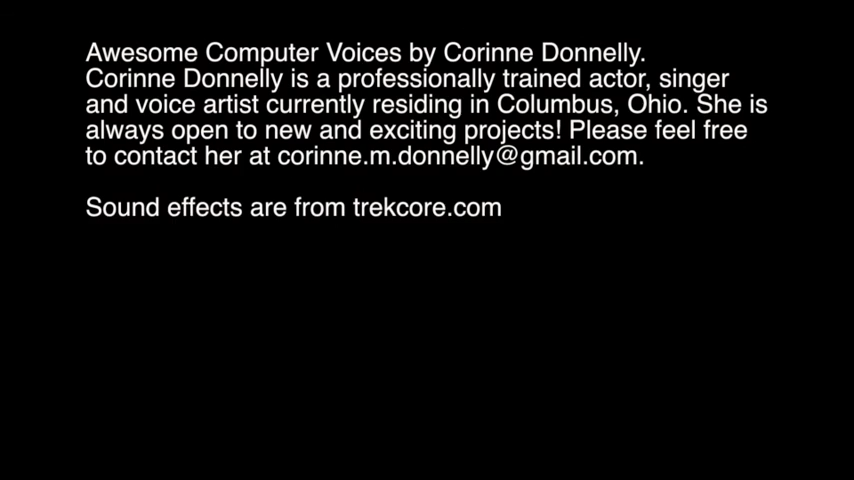 Awesome Computer Voices by Corinne Donnelly.
Corinne Donnelly is a professionally trained actor, singer
and voice artist currently residing in Columbus, Ohio. She is
always open to new and exciting projects! Please feel free
to contact her at corinne.m.donnelly@gmail.com.
Sound effects are from trekcore.com